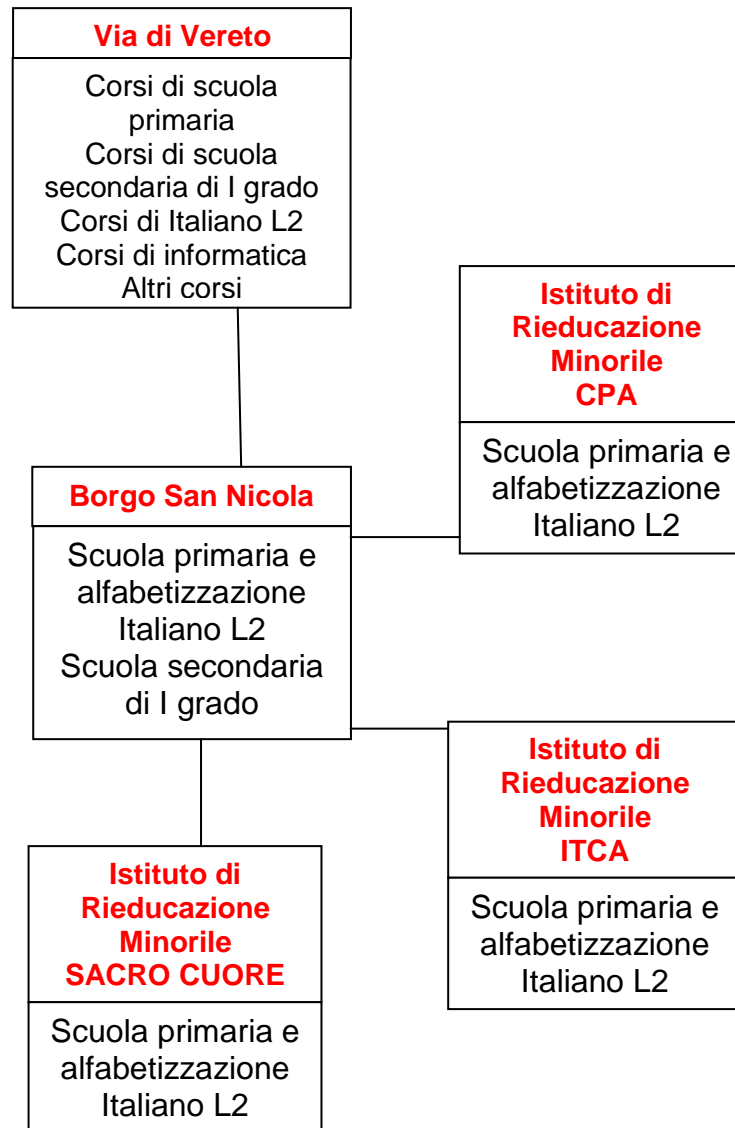 Via di Vereto
Corsi di scuola
primaria
Corsi di scuola
secondaria di I grado
Corsi di Italiano L2
Corsi di informatica
Altri corsi
Istituto di
Rieducazione
Minorile
CPA
Scuola primaria e
alfabetizzazione
Italiano L2
Borgo San Nicola
Scuola primaria e
alfabetizzazione
Italiano L2
Scuola secondaria
di I grado
Istituto di
Rieducazione
Minorile
ITCA
Scuola primaria e
alfabetizzazione
Italiano L2
Istituto di
Rieducazione
Minorile
SACRO CUORE
Scuola primaria e
alfabetizzazione
Italiano L2